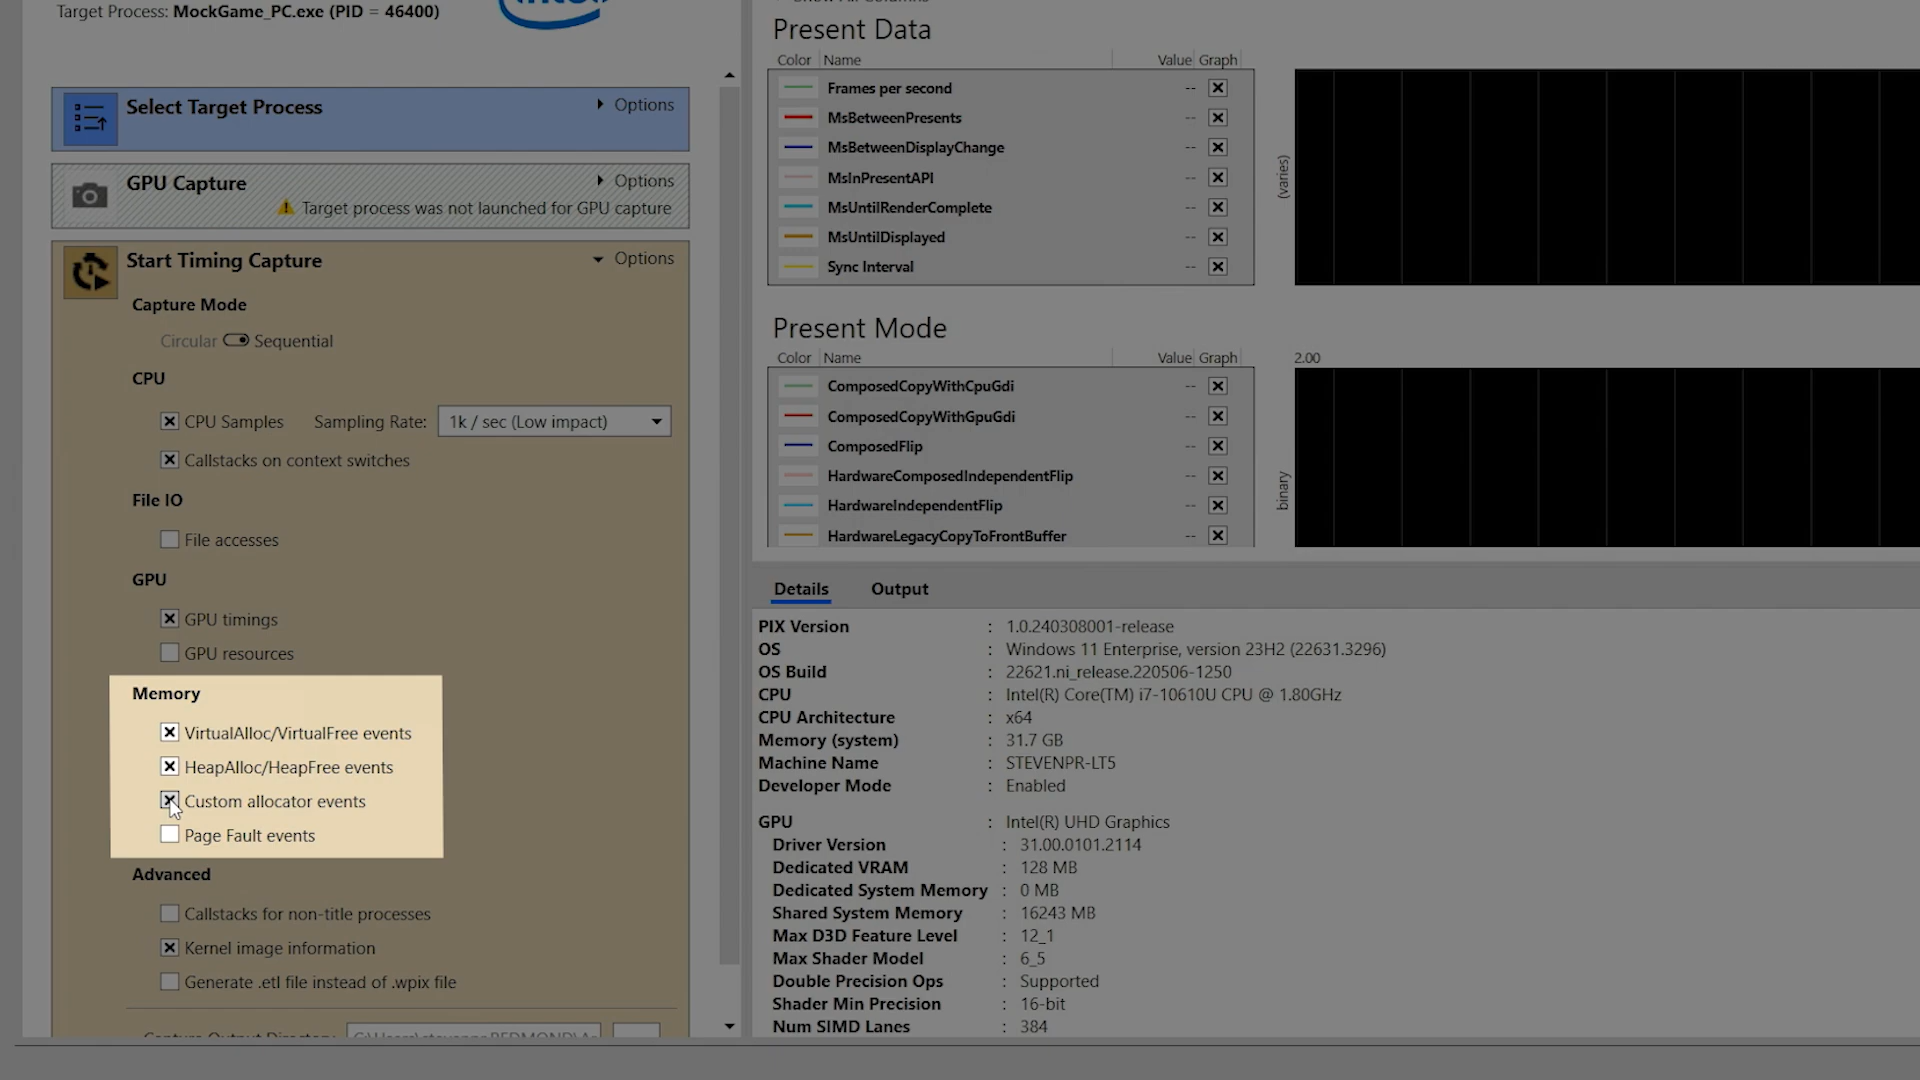 Target Process: MockGame_PC.exe (PID = 46400)
Select Target Process
Options
GPU Capture
Options
Target process was not launched for GPU capture
Start Timing Capture
Options
Capture Mode
Circular Sequential
CPU
CPU Samples Sampling Rate: 1k / sec (Low impact)
Callstacks on context switches
File IO
File accesses
GPU
GPU timings
GPU resources
Memory
VirtualAlloc/VirtualFree events
HeapAlloc/HeapFree events
Custom allocator events
Page Fault events
Advanced
Callstacks for non-title processes
Kernel image information
Generate .etl file instead of .wpix file
Present Data
Color Name Value Graph
Frames per second --
MsBetweenPresents --
MsBetweenDisplayChange --
MsInPresentAPI --
MsUntilRenderComplete --
MsUntilDisplayed --
Sync Interval --
(varies)
Present Mode
Color Name Value Graph
2.00
ComposedCopyWithCpuGdi --
ComposedCopyWithGpuGdi --
ComposedFlip --
HardwareComposedIndependentFlip --
HardwareIndependentFlip --
HardwareLegacyCopyToFrontBuffer --
binary
Details Output
PIX Version : 1.0.240308001-release
OS : Windows 11 Enterprise, version 23H2 (22631.3296)
OS Build : 22621.ni_release.220506-1250
CPU : Intel(R) Core(TM) i7-10610U CPU @ 1.80GHz
CPU Architecture : x64
Memory (system) : 31.7 GB
Machine Name : STEVENPR-LT5
Developer Mode : Enabled
GPU : Intel(R) UHD Graphics
Driver Version : 31.00.0101.2114
Dedicated VRAM : 128 MB
Dedicated System Memory : 0 MB
Shared System Memory : 16243 MB
Max D3D Feature Level : 12_1
Max Shader Model : 6_5
Double Precision Ops : Supported
Shader Min Precision : 16-bit
Num SIMD Lanes : 384